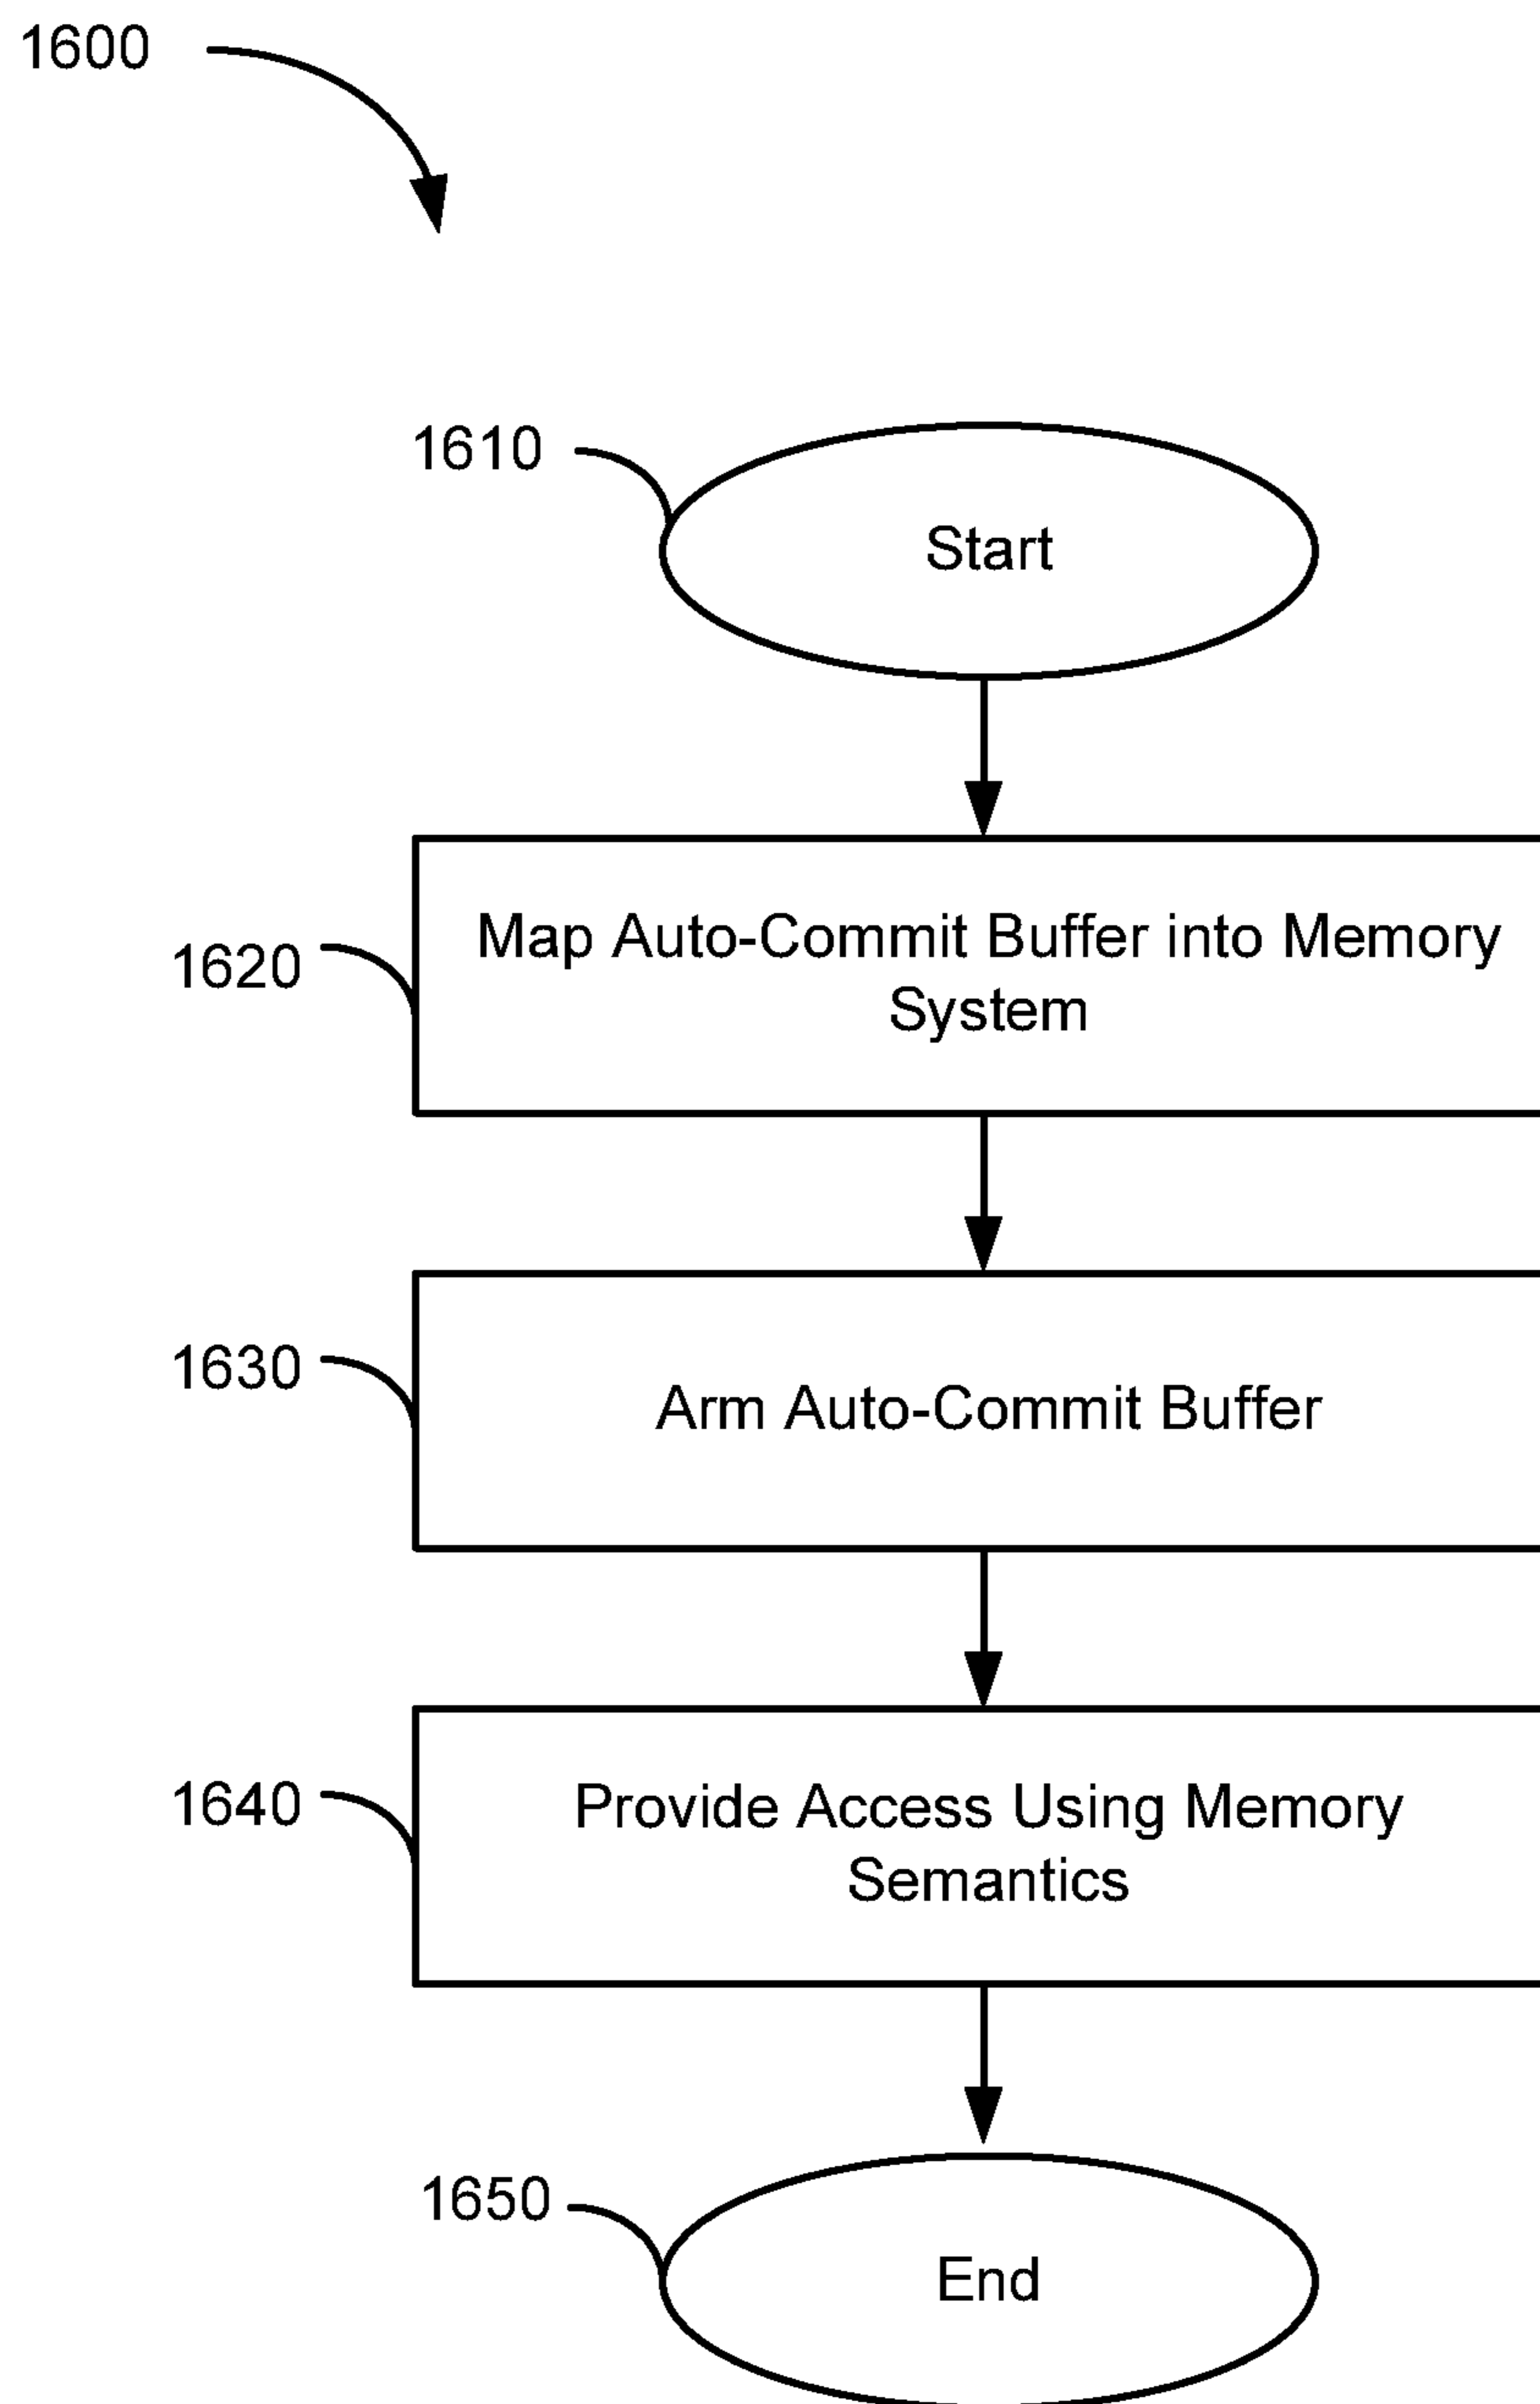 1600
1610
Start
Map Auto-Commit Buffer into Memory
System
1620
Arm Auto-Commit Buffer
1630
Provide Access Using Memory
Semantics
1640
1650
End